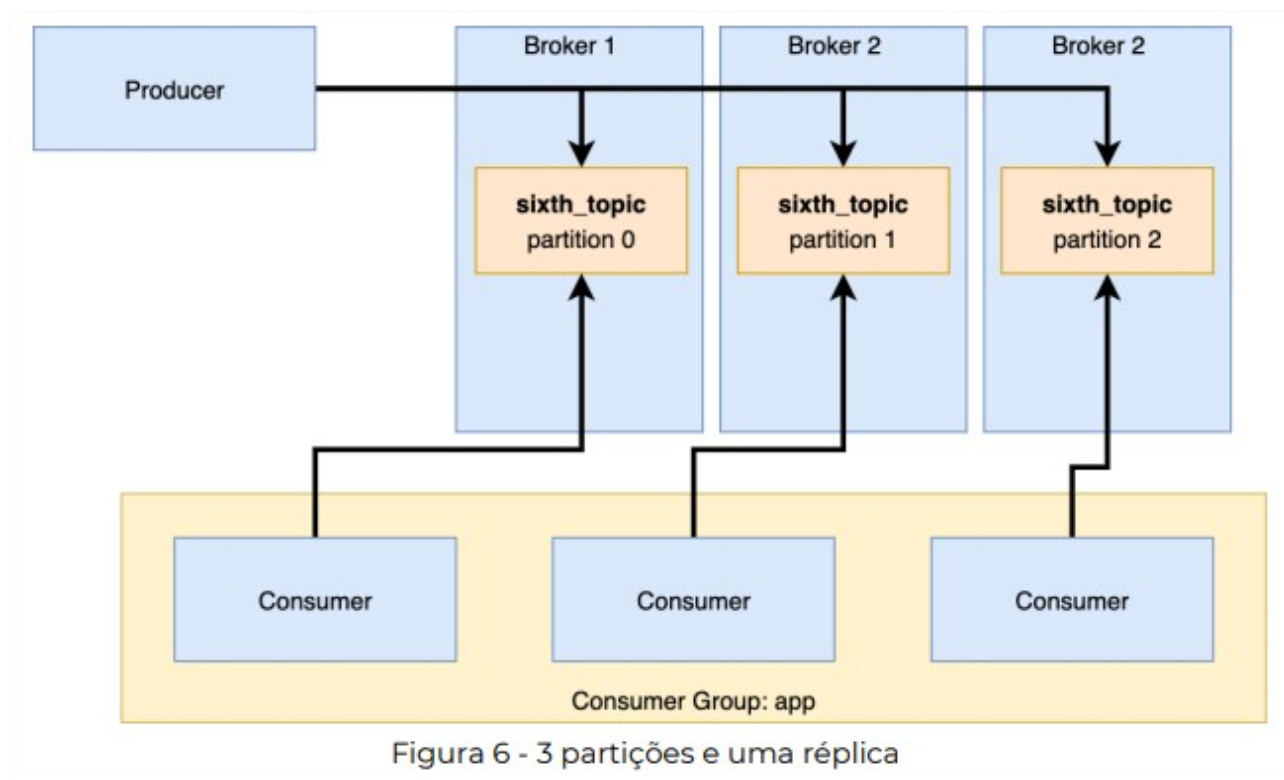 Producer
Broker 1
Broker 2
Broker 2
sixth_topic
partition 0
sixth_topic
partition 1
sixth_topic
partition 2
Consumer
Consumer
Consumer
Consumer Group: app
Figura 6 - 3 partições e uma réplica